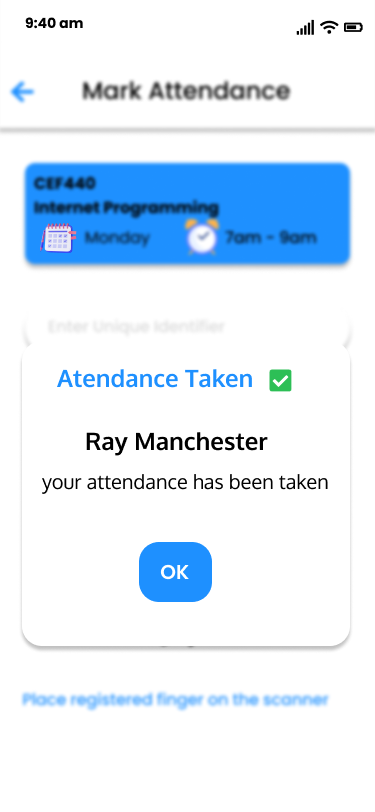 9:40 am
Mark Attendance
CEF440
Internet Programming
Monday 7am - 9am
Enter Unique Identifier
Atendance Taken
Ray Manchester
your attendance has been taken
OK
Place registered finger on the scanner